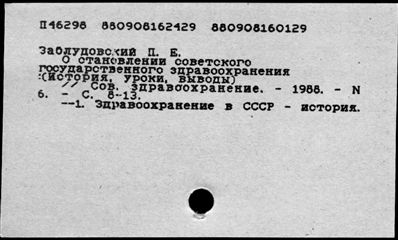 П46298 880908162429 880908160129
Заблудовский П. Е.
О становлении советского
государственного здравоохранения
:(история, уроки, выводы)
// Сов. здравоохранение. - 1988. - N
6. - С. 8-13.
--1. Здравоохранение в СССР - история.